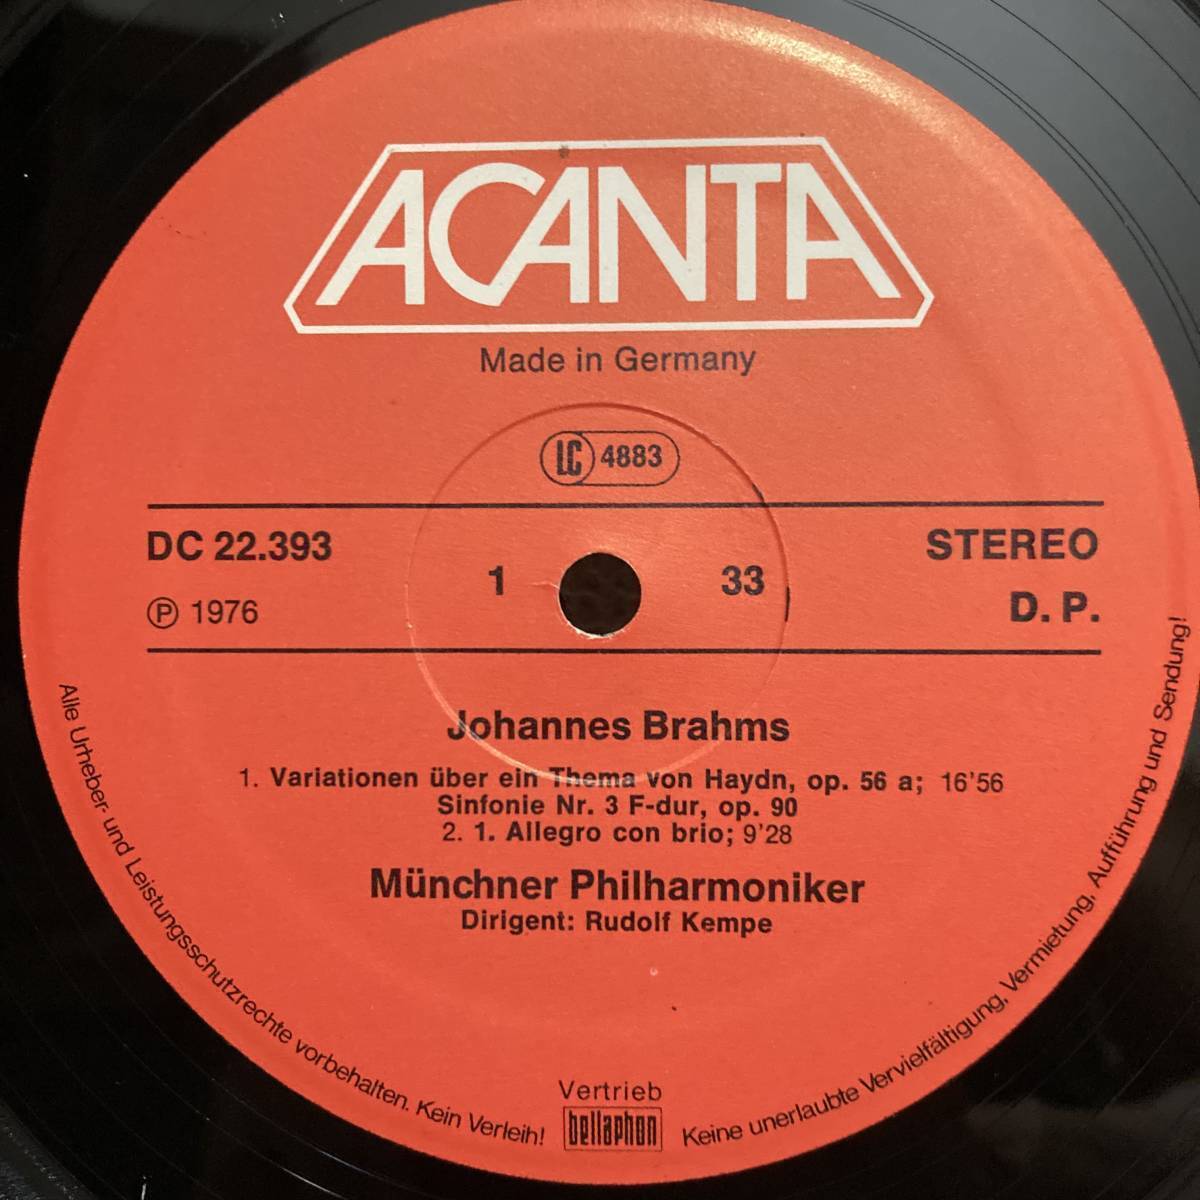 ACANTA
Made in Germany
LC 4883
DC 22.393
1
33
STEREO
℗ 1976
D. P.
Johannes Brahms
1. Variationen über ein Thema von Haydn, op. 56 a; 16'56
Sinfonie Nr. 3 F-dur, op. 90
2. 1. Allegro con brio; 9'28
Münchner Philharmoniker
Dirigent: Rudolf Kempe
Alle Urheber- und Leistungsschutzrechte vorbehalten. Kein Verleih!
Vertrieb
bellaphon
Keine unerlaubte Vervielfältigung, Vermietung, Aufführung und Sendung!